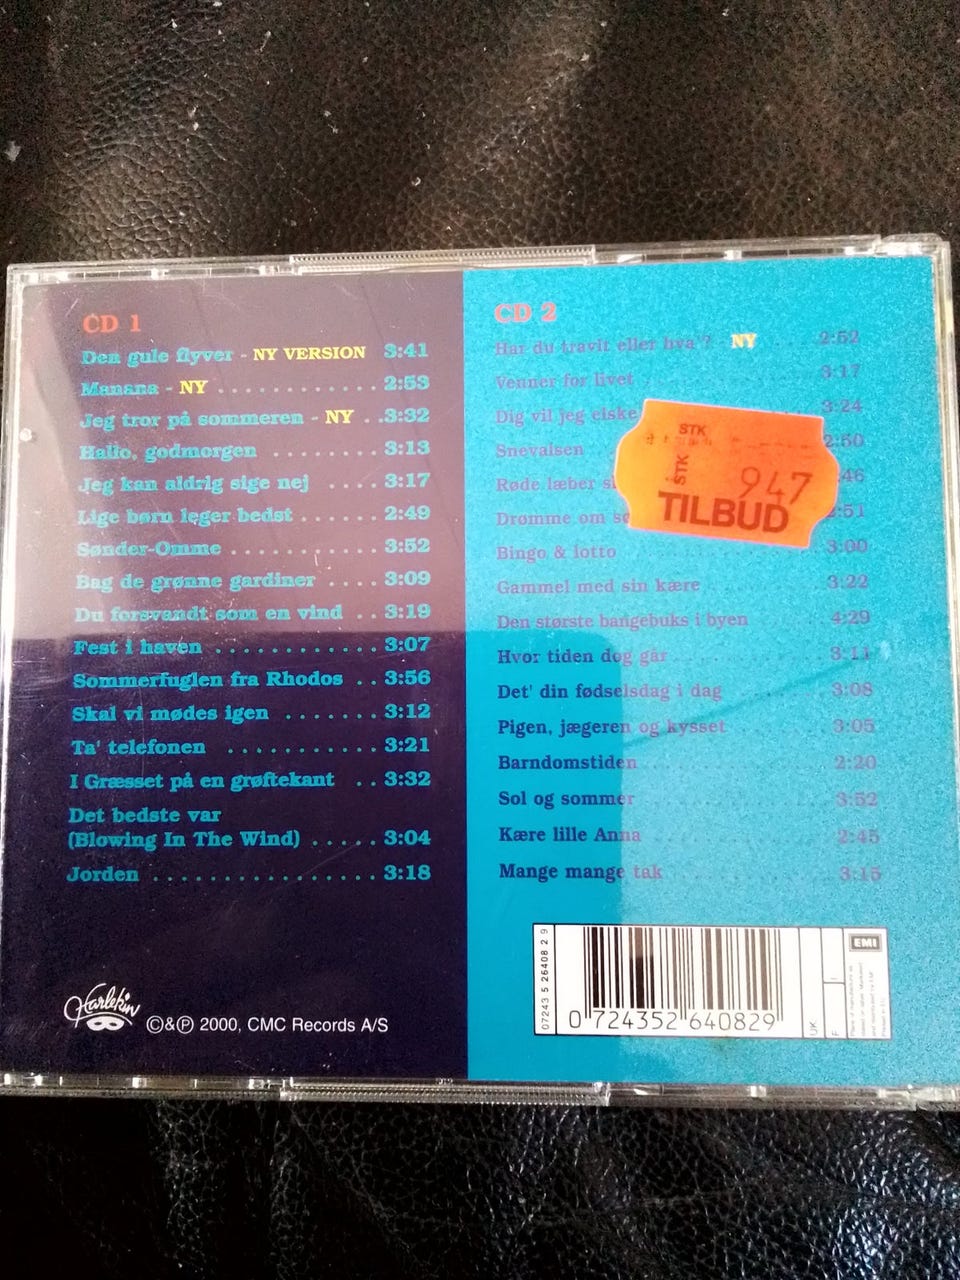 CD 1
Den gule flyver - NY VERSION 3:41
Manana - NY ............ 2:53
Jeg tror på sommeren - NY .. 3:32
Hallo, godmorgen ........ 3:13
Jeg kan aldrig sige nej .... 3:17
Lige børn leger bedst ...... 2:49
Sønder-Omme ........... 3:52
Bag de grønne gardiner .... 3:09
Du forsvandt som en vind .. 3:19
Fest i haven ............ 3:07
Sommerfuglen fra Rhodos .. 3:56
Skal vi mødes igen ....... 3:12
Ta' telefonen ........... 3:21
I Græsset på en grøftekant .. 3:32
Det bedste var
(Blowing In The Wind) ..... 3:04
Jorden ................. 3:18
Harlekin
©&℗ 2000, CMC Records A/S
CD 2
Har du travlt eller hva'? - NY .... 2:52
Venner for livet 3:17
Dig vil jeg elske 3:24
Snevalsen
Røde læber
Drømme om 2:51
Bingo & lotto 3:00
Gammel med sin kære 3:22
Den største bangebuks i byen 4:29
Hvor tiden dog går 3:11
Det' din fødselsdag i dag 3:08
Pigen, jægeren og kysset 3:05
Barndomstiden 2:20
Sol og sommer 3:52
Kære lille Anna 2:45
Mange mange tak 3:15
STK
STK
947
TILBUD
07243 5 26408 2 9
0 724352 640829
UK
F
EMI